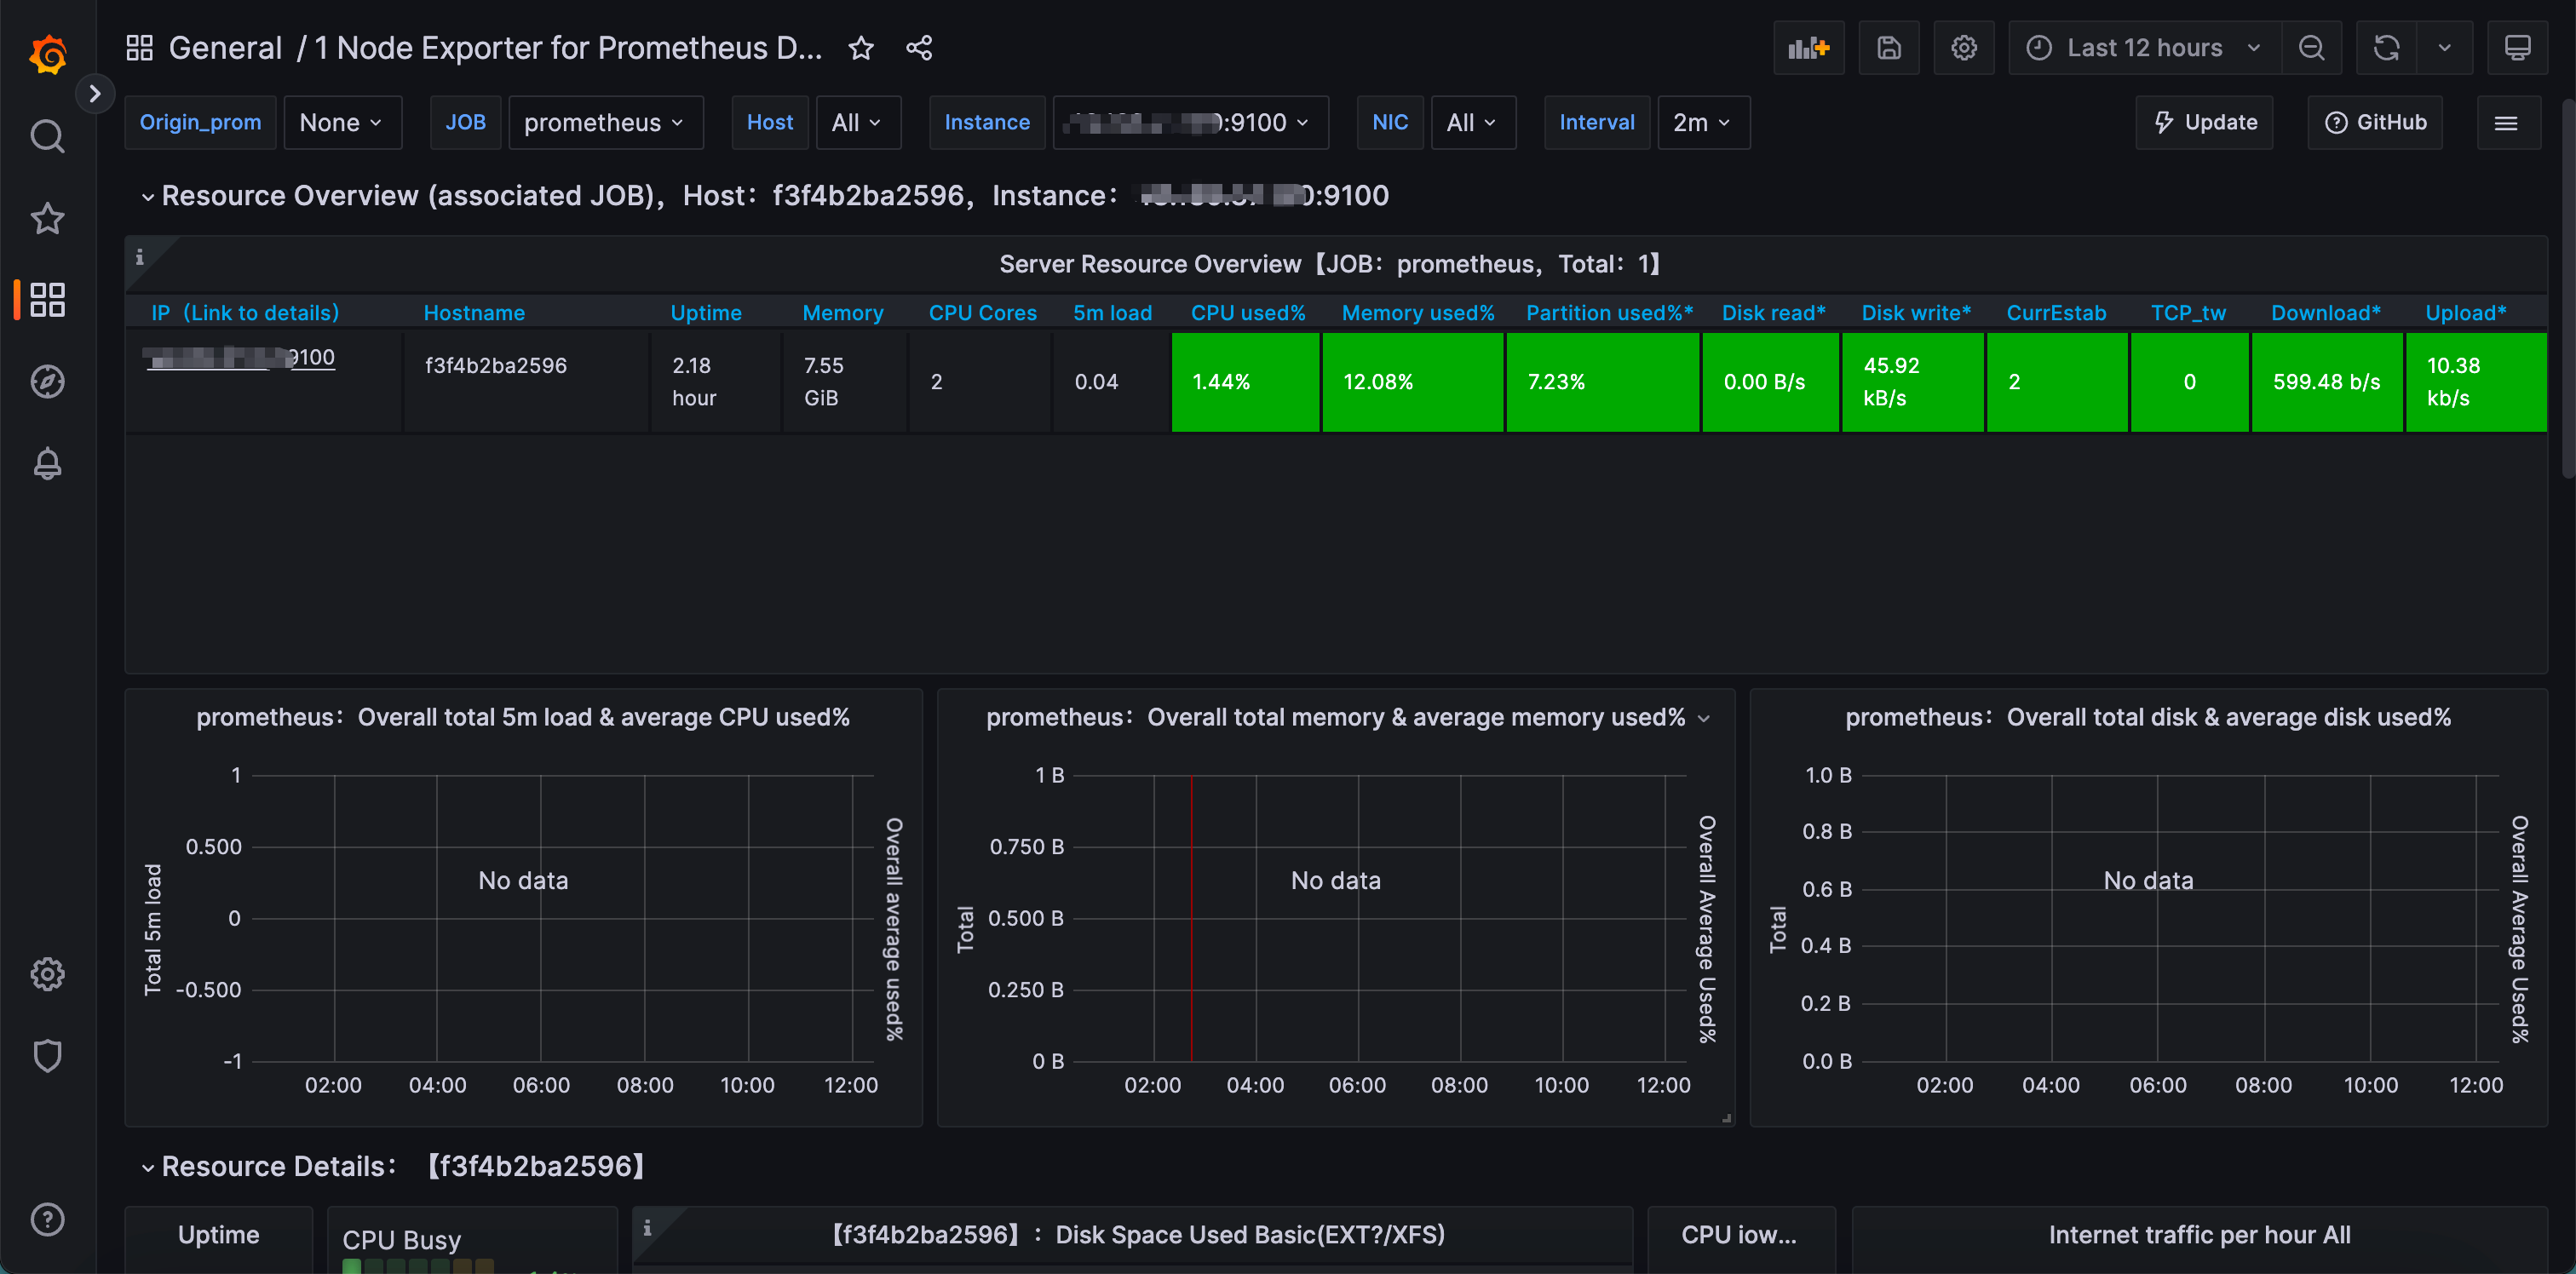 General / 1 Node Exporter for Prometheus D...
Last 12 hours
Origin_prom None JOB prometheus Host All Instance :9100 NIC All Interval 2m Update GitHub
Resource Overview (associated JOB)，Host：f3f4b2ba2596，Instance： 0:9100
Server Resource Overview【JOB：prometheus，Total：1】
IP（Link to details） Hostname Uptime Memory CPU Cores 5m load CPU used% Memory used% Partition used%* Disk read* Disk write* CurrEstab TCP_tw Download* Upload*
9100 f3f4b2ba2596 2.18 hour 7.55 GiB 2 0.04 1.44% 12.08% 7.23% 0.00 B/s 45.92 kB/s 2 0 599.48 b/s 10.38 kb/s
prometheus：Overall total 5m load & average CPU used%
1
0.500
0
-0.500
-1
No data
Total 5m load
Overall average used%
02:00 04:00 06:00 08:00 10:00 12:00
prometheus：Overall total memory & average memory used%
1 B
0.750 B
0.500 B
0.250 B
0 B
No data
Total
Overall Average Used%
02:00 04:00 06:00 08:00 10:00 12:00
prometheus：Overall total disk & average disk used%
1.0 B
0.8 B
0.6 B
0.4 B
0.2 B
0.0 B
No data
Total
Overall Average Used%
02:00 04:00 06:00 08:00 10:00 12:00
Resource Details：【f3f4b2ba2596】
Uptime
CPU Busy
【f3f4b2ba2596】：Disk Space Used Basic(EXT?/XFS)
CPU iow...
Internet traffic per hour All